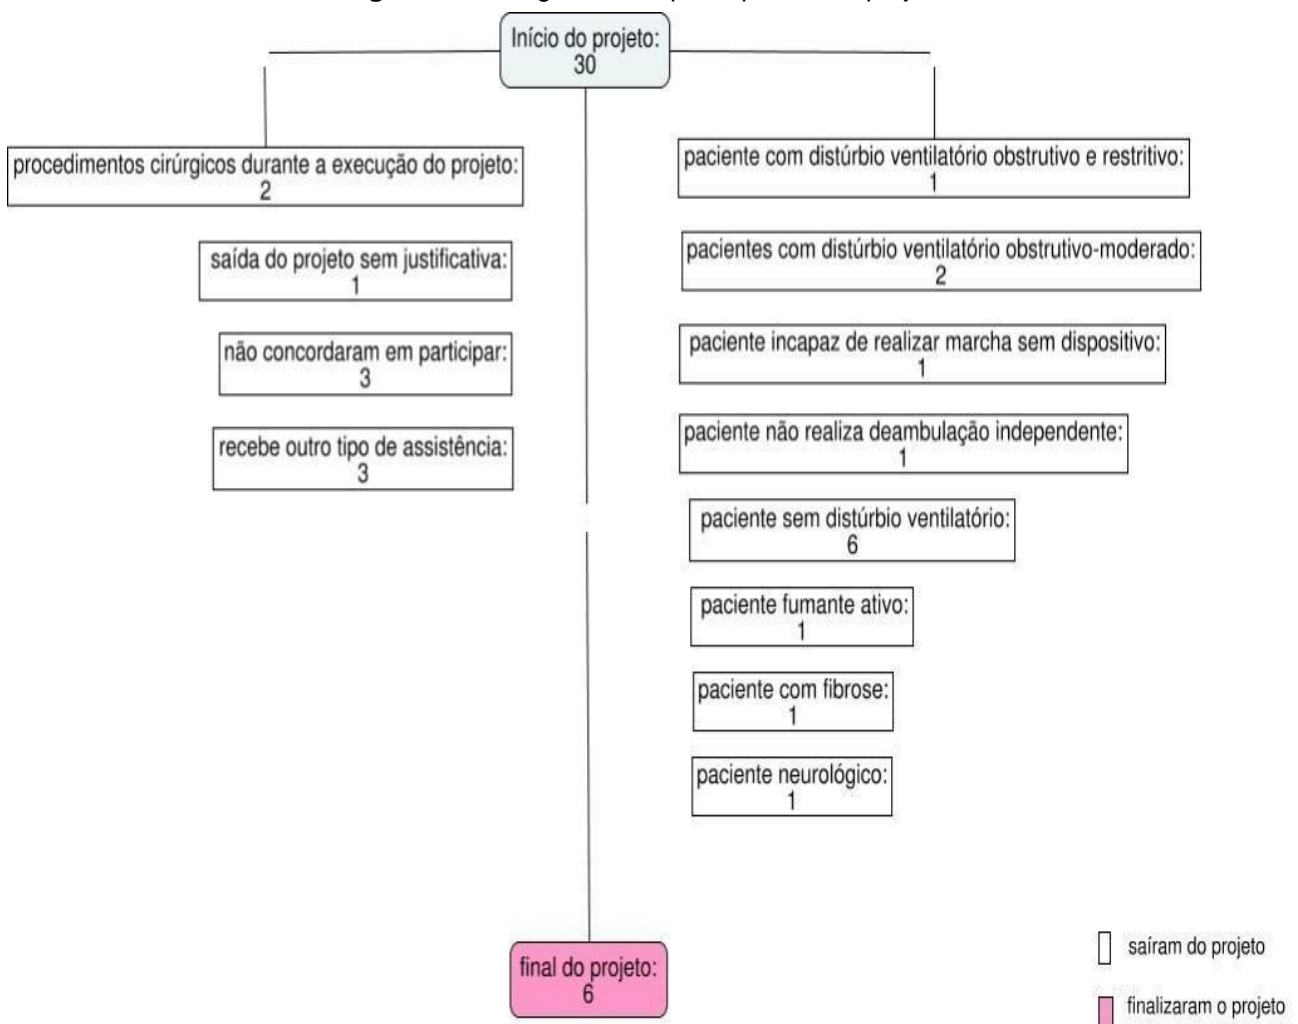 Início do projeto:
30
procedimentos cirúrgicos durante a execução do projeto:
2
saída do projeto sem justificativa:
1
não concordaram em participar:
3
recebe outro tipo de assistência:
3
paciente com distúrbio ventilatório obstrutivo e restritivo:
1
pacientes com distúrbio ventilatório obstrutivo-moderado:
2
paciente incapaz de realizar marcha sem dispositivo:
1
paciente não realiza deambulação independente:
1
paciente sem distúrbio ventilatório:
6
paciente fumante ativo:
1
paciente com fibrose:
1
paciente neurológico:
1
final do projeto:
6
saíram do projeto
finalizaram o projeto